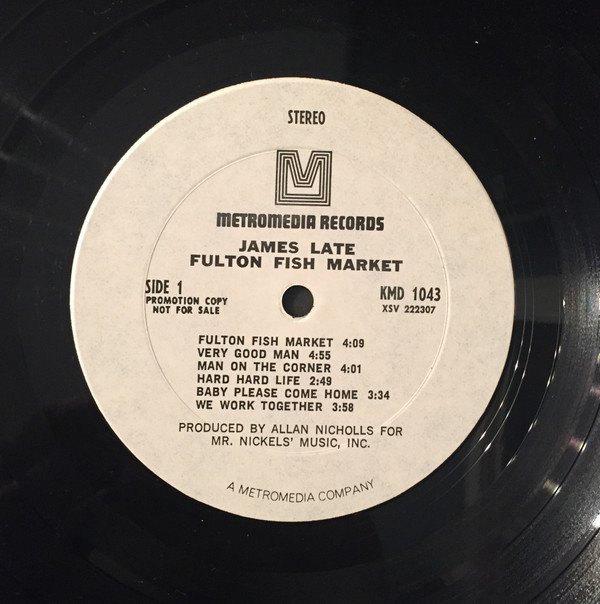 STEREO
M
METROMEDIA RECORDS
JAMES LATE
FULTON FISH MARKET
SIDE 1
PROMOTION COPY
NOT FOR SALE
KMD 1043
XSV 222307
FULTON FISH MARKET 4:09
VERY GOOD MAN 4:55
MAN ON THE CORNER 4:01
HARD HARD LIFE 2:49
BABY PLEASE COME HOME 3:34
WE WORK TOGETHER 3:58
PRODUCED BY ALLAN NICHOLLS FOR
MR. NICKELS' MUSIC, INC.
A METROMEDIA COMPANY